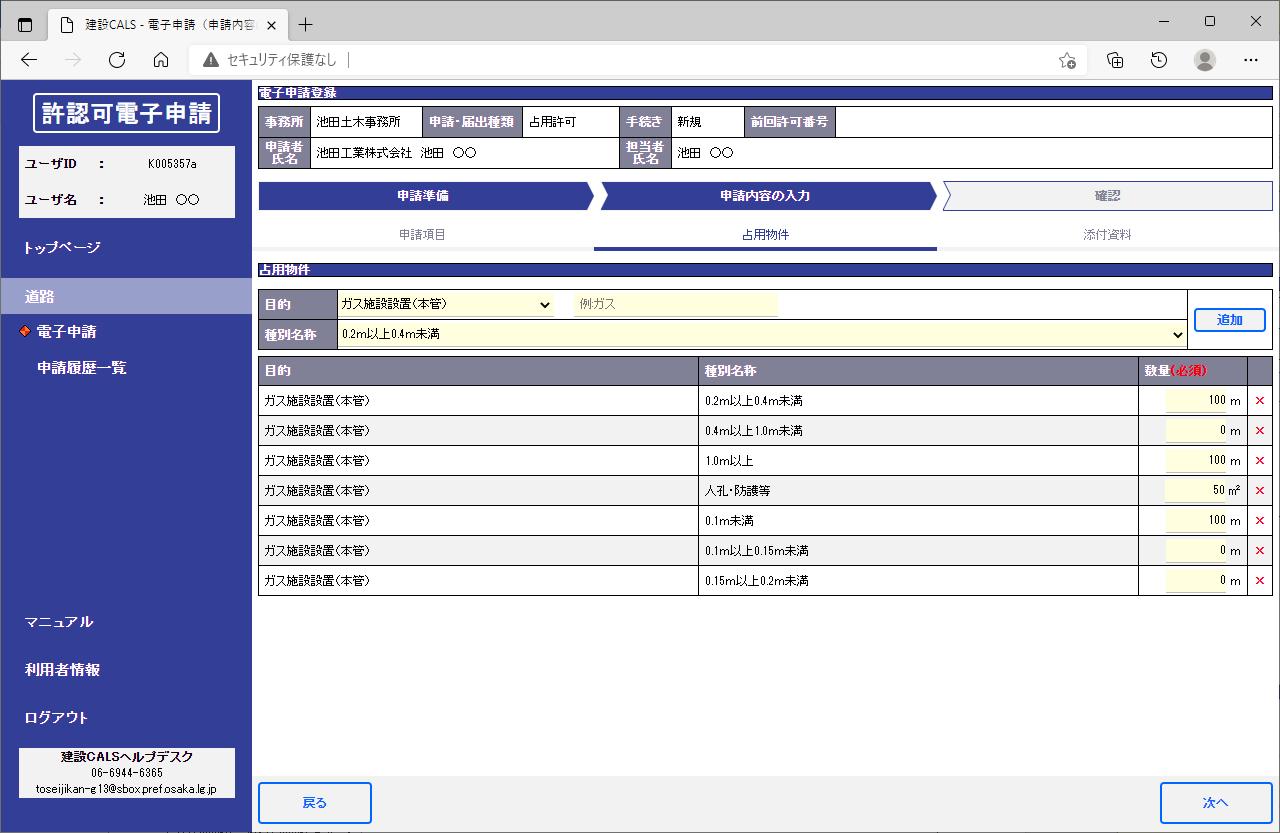 建設CALS - 電子申請（申請内容
セキュリティ保護なし
許認可電子申請
ユーザID ： K005357a
ユーザ名 ： 池田 〇〇
トップページ
道路
電子申請
申請履歴一覧
マニュアル
利用者情報
ログアウト
建設CALSヘルプデスク
06-6944-6365
toseijikan-g13@sbox.pref.osaka.lg.jp
電子申請登録
事務所 池田土木事務所 申請・届出種類 占用許可 手続き 新規 前回許可番号
申請者氏名 池田工業株式会社 池田 〇〇 担当者氏名 池田 〇〇
申請準備 申請内容の入力 確認
申請項目 占用物件 添付資料
占用物件
目的 ガス施設設置（本管） 例:ガス
追加
種別名称 0.2m以上0.4m未満
目的 種別名称 数量(必須)
ガス施設設置（本管） 0.2m以上0.4m未満 100 m ×
ガス施設設置（本管） 0.4m以上1.0m未満 0 m ×
ガス施設設置（本管） 1.0m以上 100 m ×
ガス施設設置（本管） 人孔・防護等 50 m² ×
ガス施設設置（本管） 0.1m未満 100 m ×
ガス施設設置（本管） 0.1m以上0.15m未満 0 m ×
ガス施設設置（本管） 0.15m以上0.2m未満 0 m ×
戻る 次へ